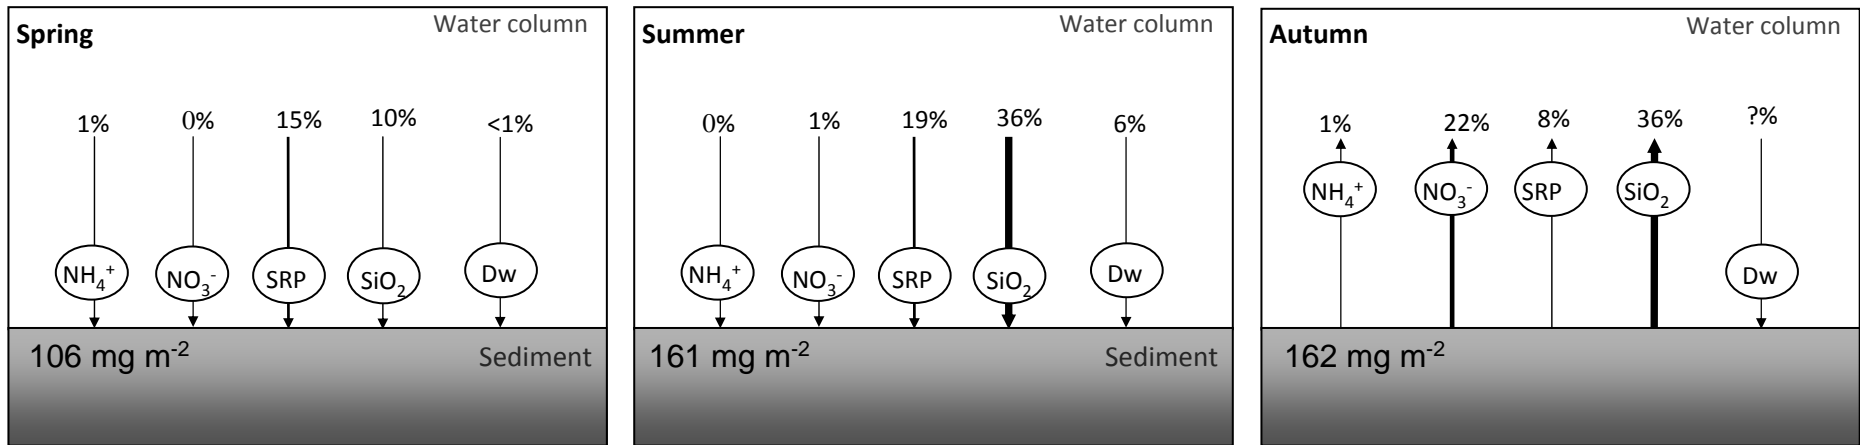 Spring
Water column
1% 0% 15% 10% <1%
NH₄⁺ NO₃⁻ SRP SiO₂ Dw
106 mg m⁻²
Sediment
Summer
Water column
0% 1% 19% 36% 6%
NH₄⁺ NO₃⁻ SRP SiO₂ Dw
161 mg m⁻²
Sediment
Autumn
Water column
1% 22% 8% 36% ?%
NH₄⁺ NO₃⁻ SRP SiO₂
Dw
162 mg m⁻²